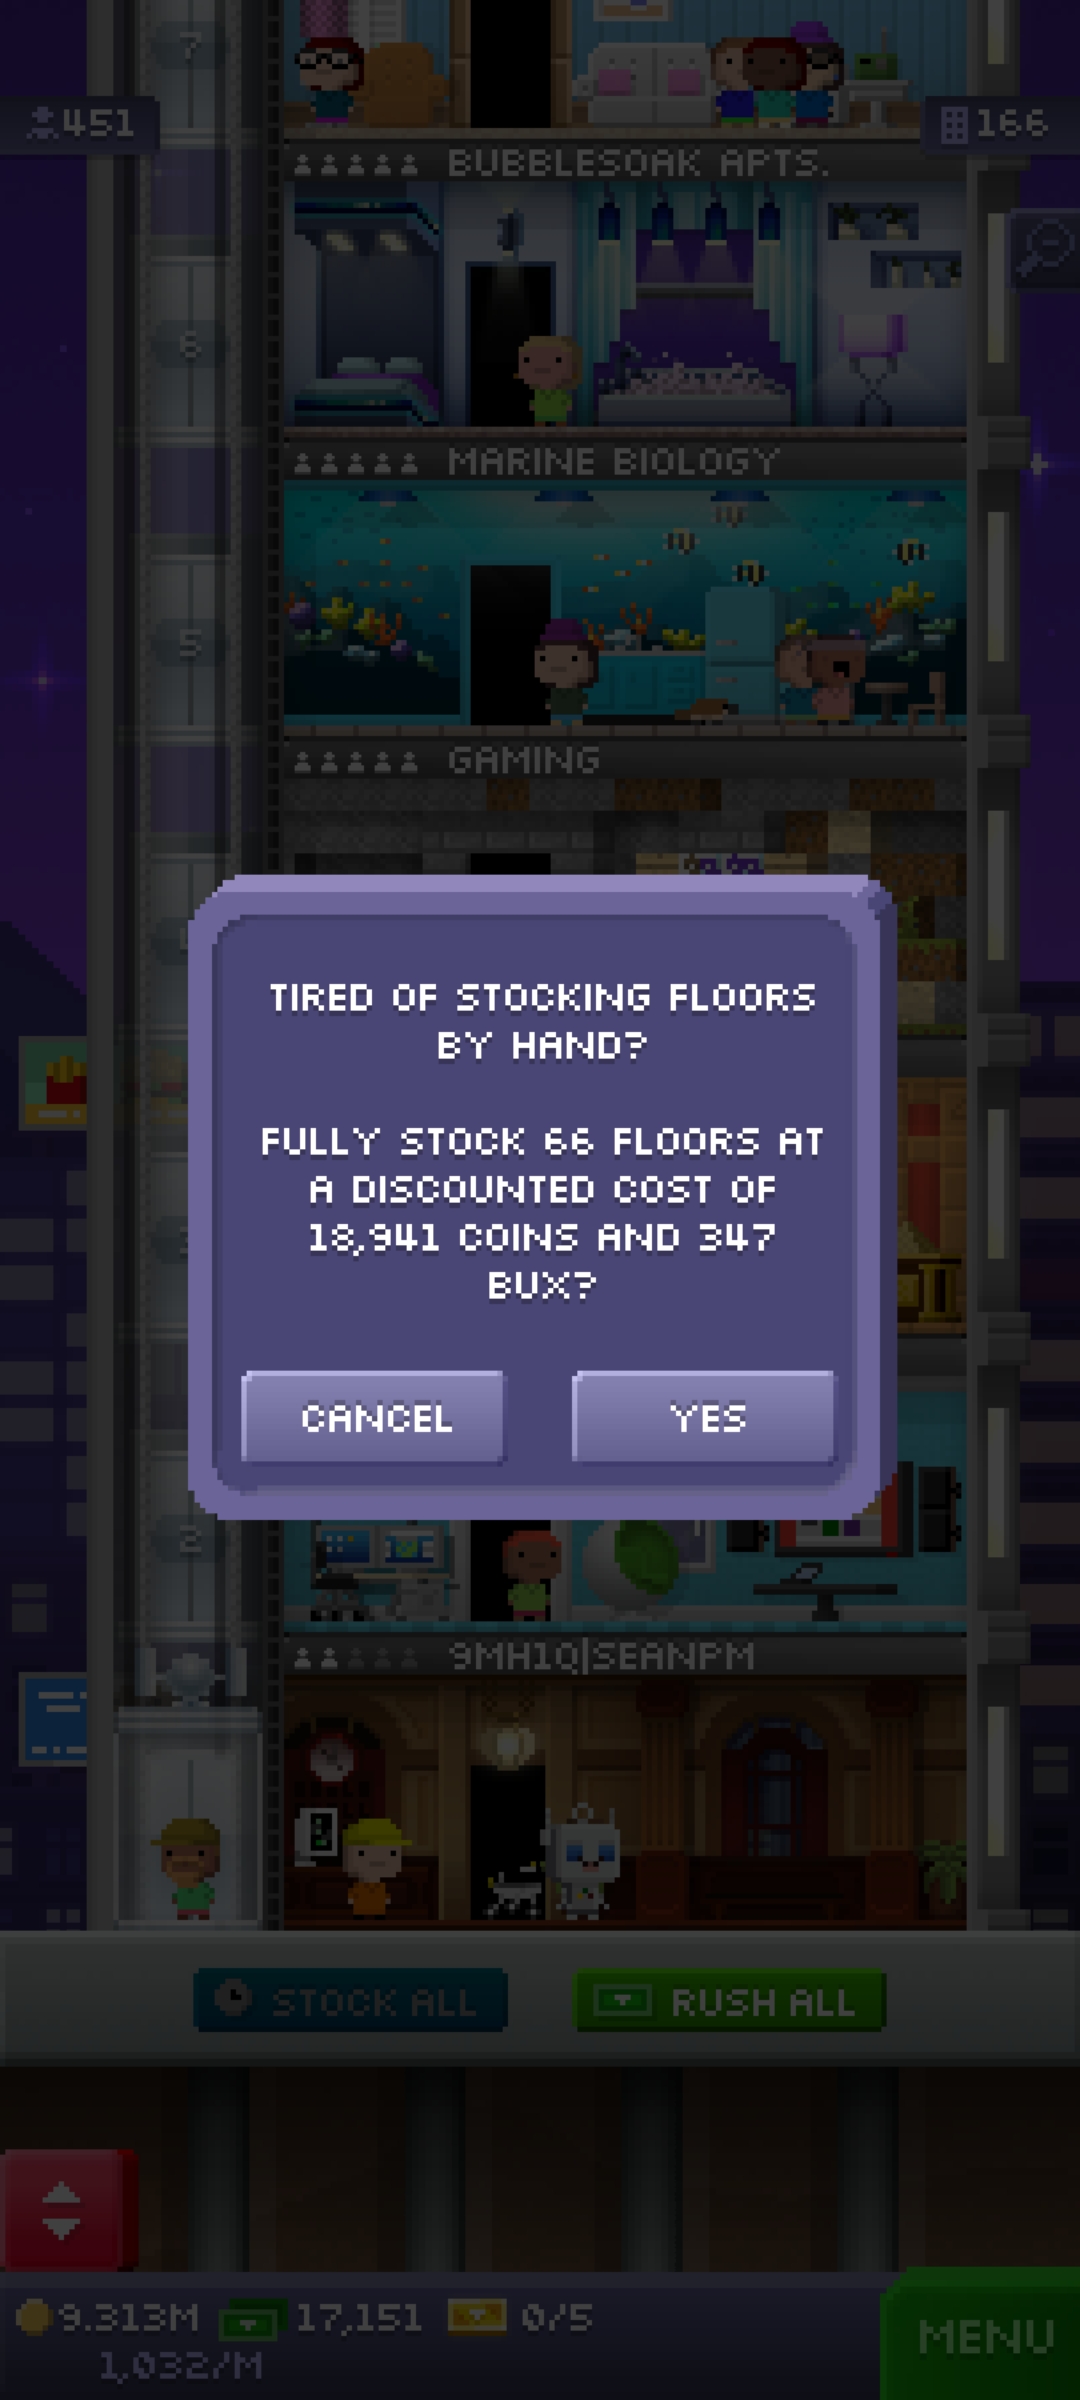 7
451
166
BUBBLESOAK APTS.
6
MARINE BIOLOGY
5
GAMING
TIRED OF STOCKING FLOORS
BY HAND?
FULLY STOCK 66 FLOORS AT
A DISCOUNTED COST OF
18,941 COINS AND 347
BUX?
CANCEL
YES
2
9MH1Q|SEANPM
STOCK ALL
RUSH ALL
9.313M
17,151
0/5
1,032/M
MENU